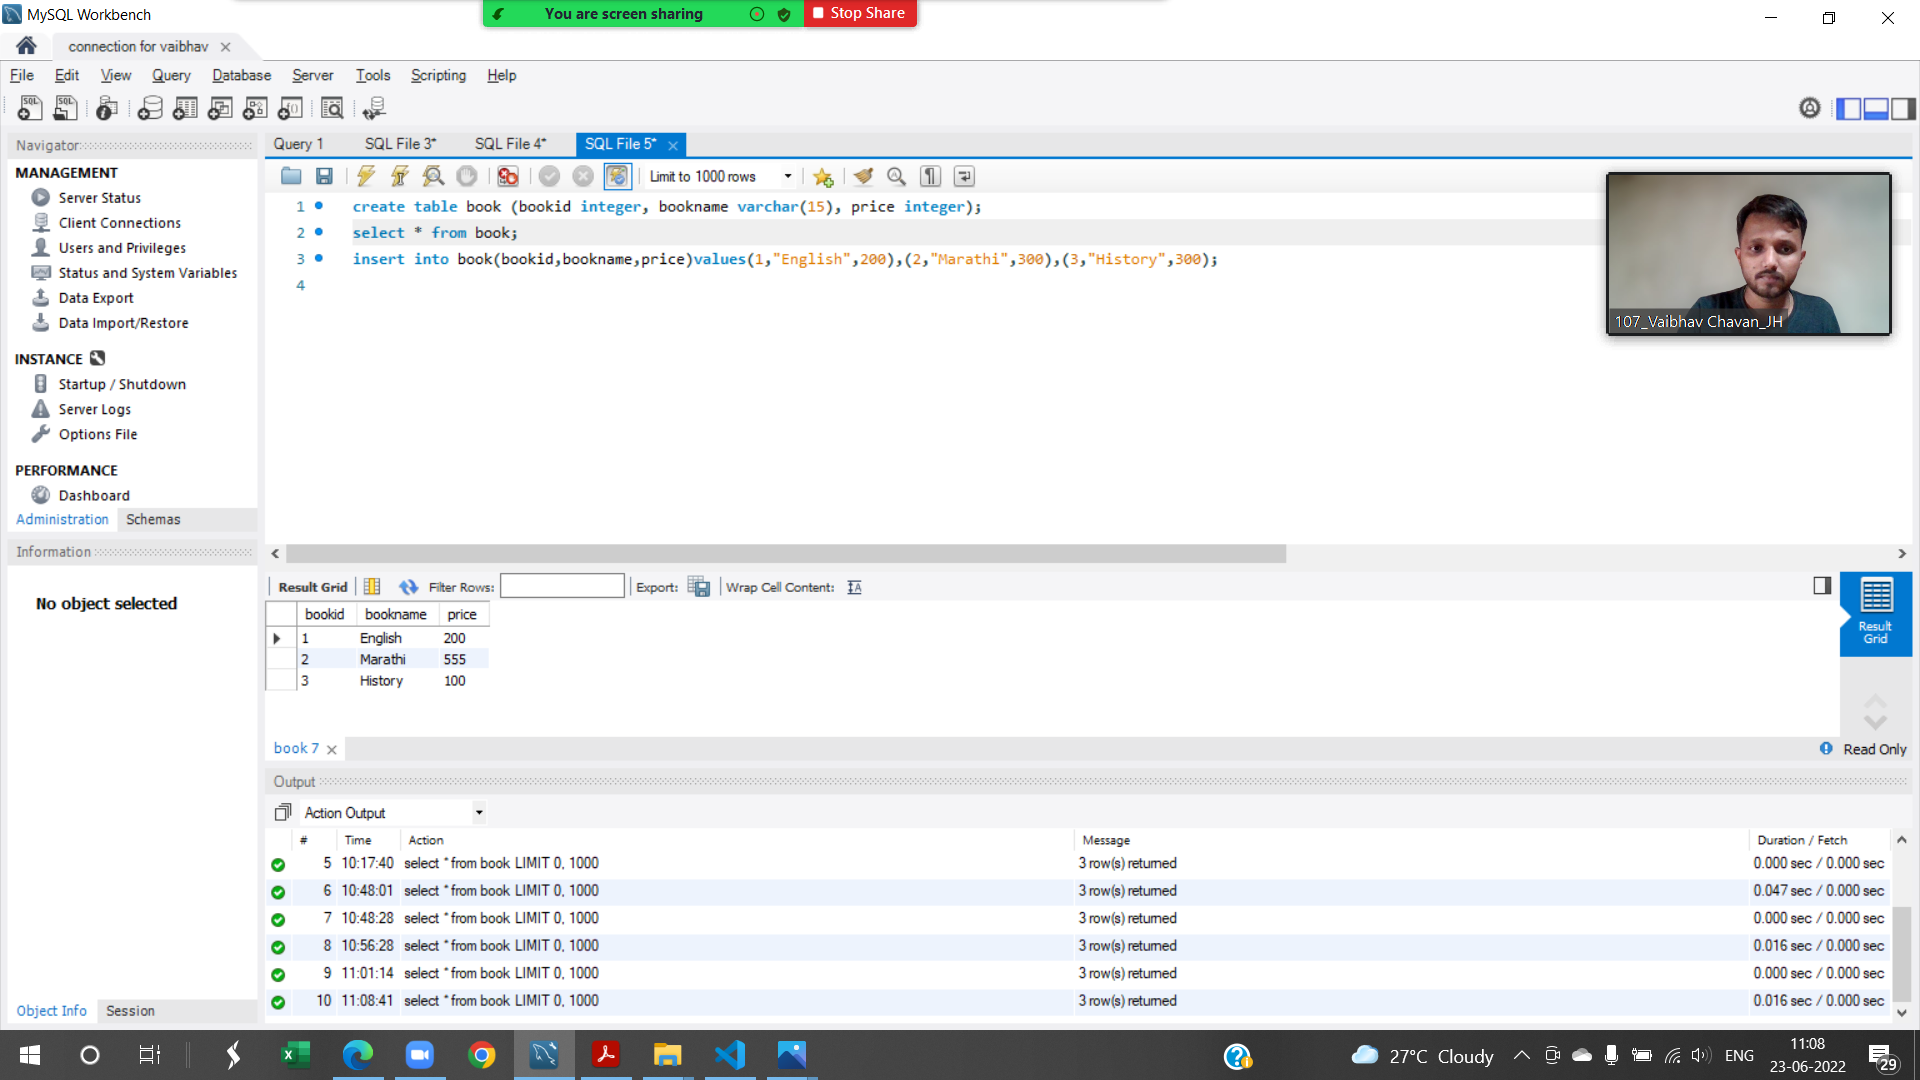 MySQL Workbench
You are screen sharing
Stop Share
connection for vaibhav
File Edit View Query Database Server Tools Scripting Help
Navigator
MANAGEMENT
Server Status
Client Connections
Users and Privileges
Status and System Variables
Data Export
Data Import/Restore
INSTANCE
Startup / Shutdown
Server Logs
Options File
PERFORMANCE
Dashboard
Administration Schemas
Information
No object selected
Object Info Session
Query 1 SQL File 3* SQL File 4* SQL File 5*
Limit to 1000 rows
1 create table book (bookid integer, bookname varchar(15), price integer);
2 select * from book;
3 insert into book(bookid,bookname,price)values(1,"English",200),(2,"Marathi",300),(3,"History",300);
4
107_Vaibhav Chavan_JH
Result Grid Filter Rows: Export: Wrap Cell Content:
bookid bookname price
1 English 200
2 Marathi 555
3 History 100
Result
Grid
book 7
Read Only
Output
Action Output
# Time Action Message Duration / Fetch
5 10:17:40 select * from book LIMIT 0, 1000 3 row(s) returned 0.000 sec / 0.000 sec
6 10:48:01 select * from book LIMIT 0, 1000 3 row(s) returned 0.047 sec / 0.000 sec
7 10:48:28 select * from book LIMIT 0, 1000 3 row(s) returned 0.000 sec / 0.000 sec
8 10:56:28 select * from book LIMIT 0, 1000 3 row(s) returned 0.016 sec / 0.000 sec
9 11:01:14 select * from book LIMIT 0, 1000 3 row(s) returned 0.000 sec / 0.000 sec
10 11:08:41 select * from book LIMIT 0, 1000 3 row(s) returned 0.016 sec / 0.000 sec
27°C Cloudy
ENG
11:08
23-06-2022
29